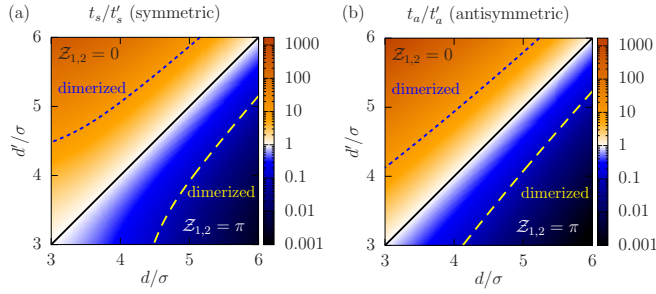 (a)
t_s/t'_s (symmetric)
6
5
4
3
d'/σ
Z_{1,2} = 0
dimerized
dimerized
Z_{1,2} = π
3
4
5
6
d/σ
1000
100
10
1
0.1
0.01
0.001
(b)
t_a/t'_a (antisymmetric)
6
5
4
3
d'/σ
Z_{1,2} = 0
dimerized
dimerized
Z_{1,2} = π
3
4
5
6
d/σ
1000
100
10
1
0.1
0.01
0.001